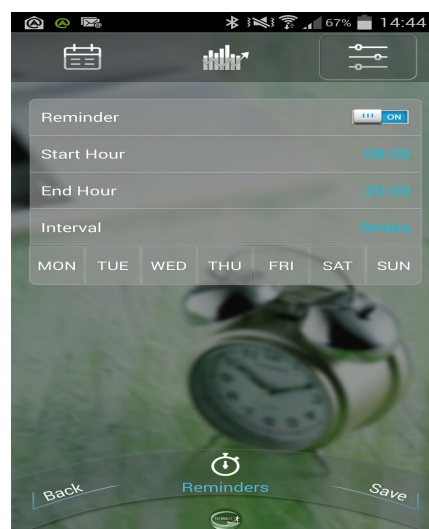 67% 14:44
Reminder ON
Start Hour 08:00
End Hour 20:00
Interval 0mins
MON TUE WED THU FRI SAT SUN
Reminders
Back Save